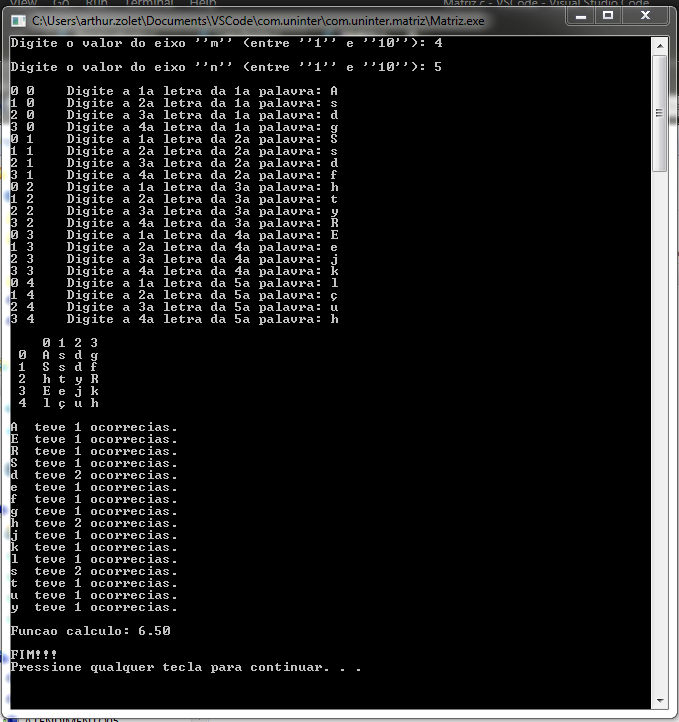 View Go Run Terminal Help Matriz.c - VSCode - Visual Studio Code
C:\Users\arthur.zolet\Documents\VSCode\com.uninter\com.uninter.matriz\Matriz.exe
Digite o valor do eixo ''m'' (entre ''1'' e ''10''): 4
Digite o valor do eixo ''n'' (entre ''1'' e ''10''): 5
0 0 Digite a 1a letra da 1a palavra: A
1 0 Digite a 2a letra da 1a palavra: s
2 0 Digite a 3a letra da 1a palavra: d
3 0 Digite a 4a letra da 1a palavra: g
0 1 Digite a 1a letra da 2a palavra: S
1 1 Digite a 2a letra da 2a palavra: s
2 1 Digite a 3a letra da 2a palavra: d
3 1 Digite a 4a letra da 2a palavra: f
0 2 Digite a 1a letra da 3a palavra: h
1 2 Digite a 2a letra da 3a palavra: t
2 2 Digite a 3a letra da 3a palavra: y
3 2 Digite a 4a letra da 3a palavra: R
0 3 Digite a 1a letra da 4a palavra: E
1 3 Digite a 2a letra da 4a palavra: e
2 3 Digite a 3a letra da 4a palavra: j
3 3 Digite a 4a letra da 4a palavra: k
0 4 Digite a 1a letra da 5a palavra: l
1 4 Digite a 2a letra da 5a palavra: ç
2 4 Digite a 3a letra da 5a palavra: u
3 4 Digite a 4a letra da 5a palavra: h
0 1 2 3
0 A s d g
1 S s d f
2 h t y R
3 E e j k
4 l ç u h
A teve 1 ocorrecias.
E teve 1 ocorrecias.
R teve 1 ocorrecias.
S teve 1 ocorrecias.
d teve 2 ocorrecias.
e teve 1 ocorrecias.
f teve 1 ocorrecias.
g teve 1 ocorrecias.
h teve 2 ocorrecias.
j teve 1 ocorrecias.
k teve 1 ocorrecias.
l teve 1 ocorrecias.
s teve 2 ocorrecias.
t teve 1 ocorrecias.
u teve 1 ocorrecias.
y teve 1 ocorrecias.
Funcao calculo: 6.50
FIM!!!
Pressione qualquer tecla para continuar. . .